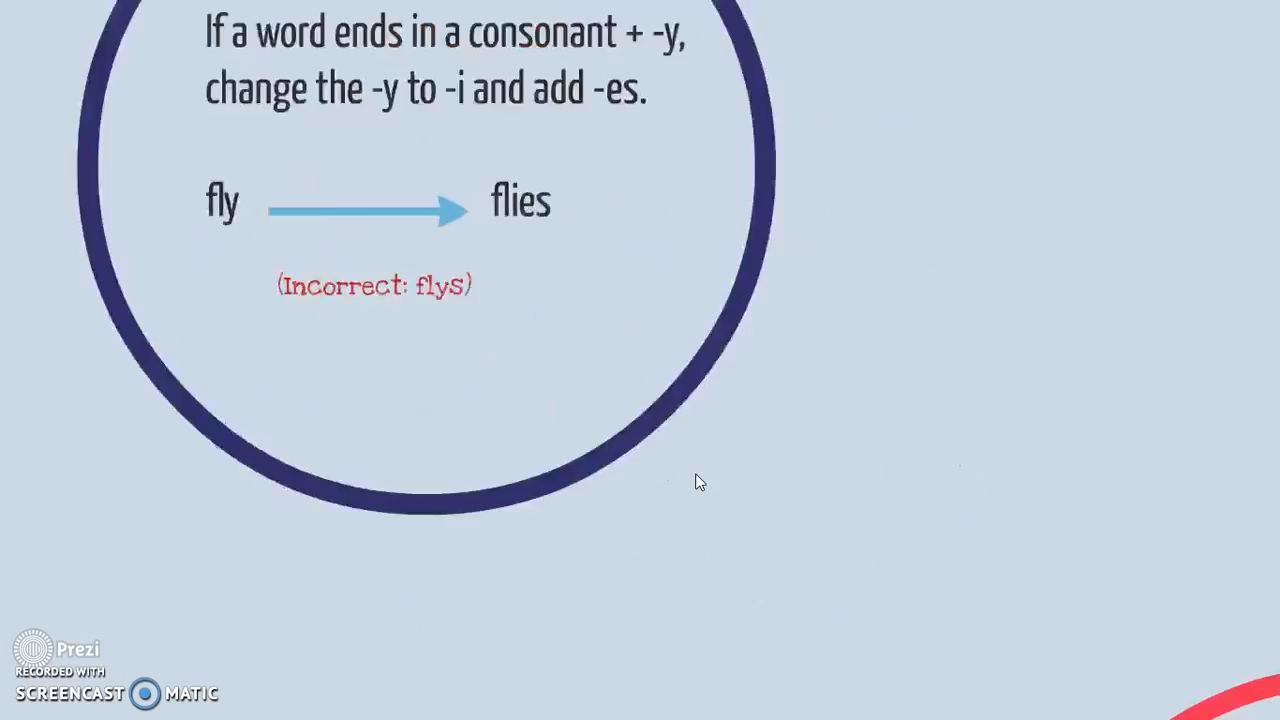 If a word ends in a consonant + -y,
change the -y to -i and add -es.
fly flies
(Incorrect: flys)
Prezi
RECORDED WITH
SCREENCAST MATIC